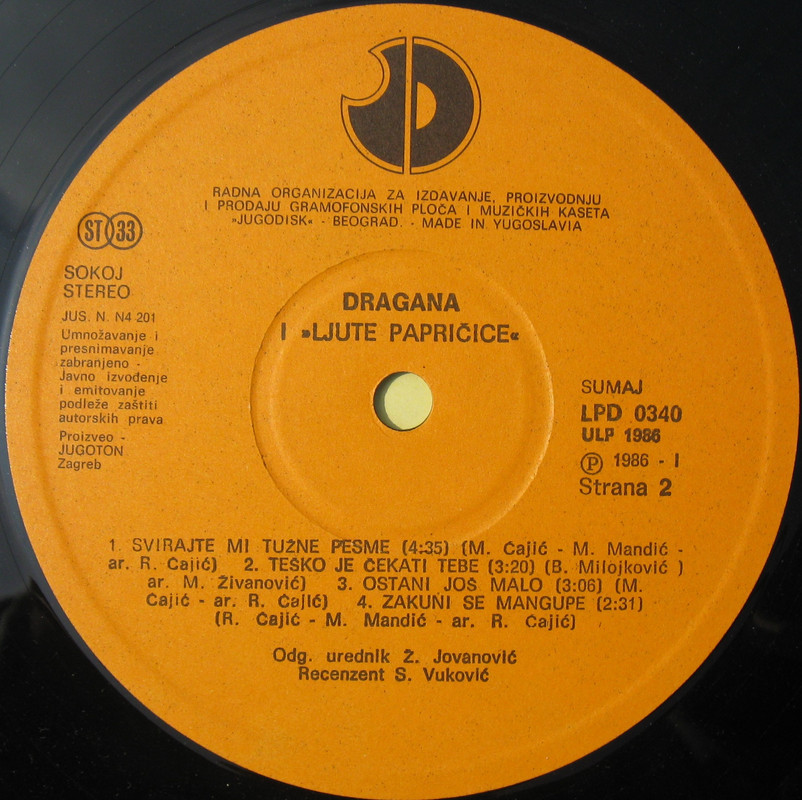 RADNA ORGANIZACIJA ZA IZDAVANJE, PROIZVODNJU
I PRODAJU GRAMOFONSKIH PLOČA I MUZIČKIH KASETA
»JUGODISK« - BEOGRAD. - MADE IN YUGOSLAVIA
ST 33
SOKOJ
STEREO
JUS. N. N4 201
Umnožavanje i
presnimavanje
zabranjeno -
Javno izvođenje
i emitovanje
podleže zaštiti
autorskih prava
Proizveo -
JUGOTON
Zagreb
DRAGANA
I »LJUTE PAPRIČICE«
SUMAJ
LPD 0340
ULP 1986
Ⓟ 1986 - I
Strana 2
1. SVIRAJTE MI TUŽNE PESME (4:35) (M. Cajić - M. Mandić -
ar. R. Cajić) 2. TEŠKO JE ČEKATI TEBE (3:20) (B. Milojković )
ar. M. Živanović) 3. OSTANI JOŠ MALO (3:06) (M.
Cajić - ar. R. Cajić) 4. ZAKUNI SE MANGUPE (2:31)
(R. Cajić - M. Mandić - ar. R. Cajić)
Odg. urednik Ž. Jovanović
Recenzent S. Vuković